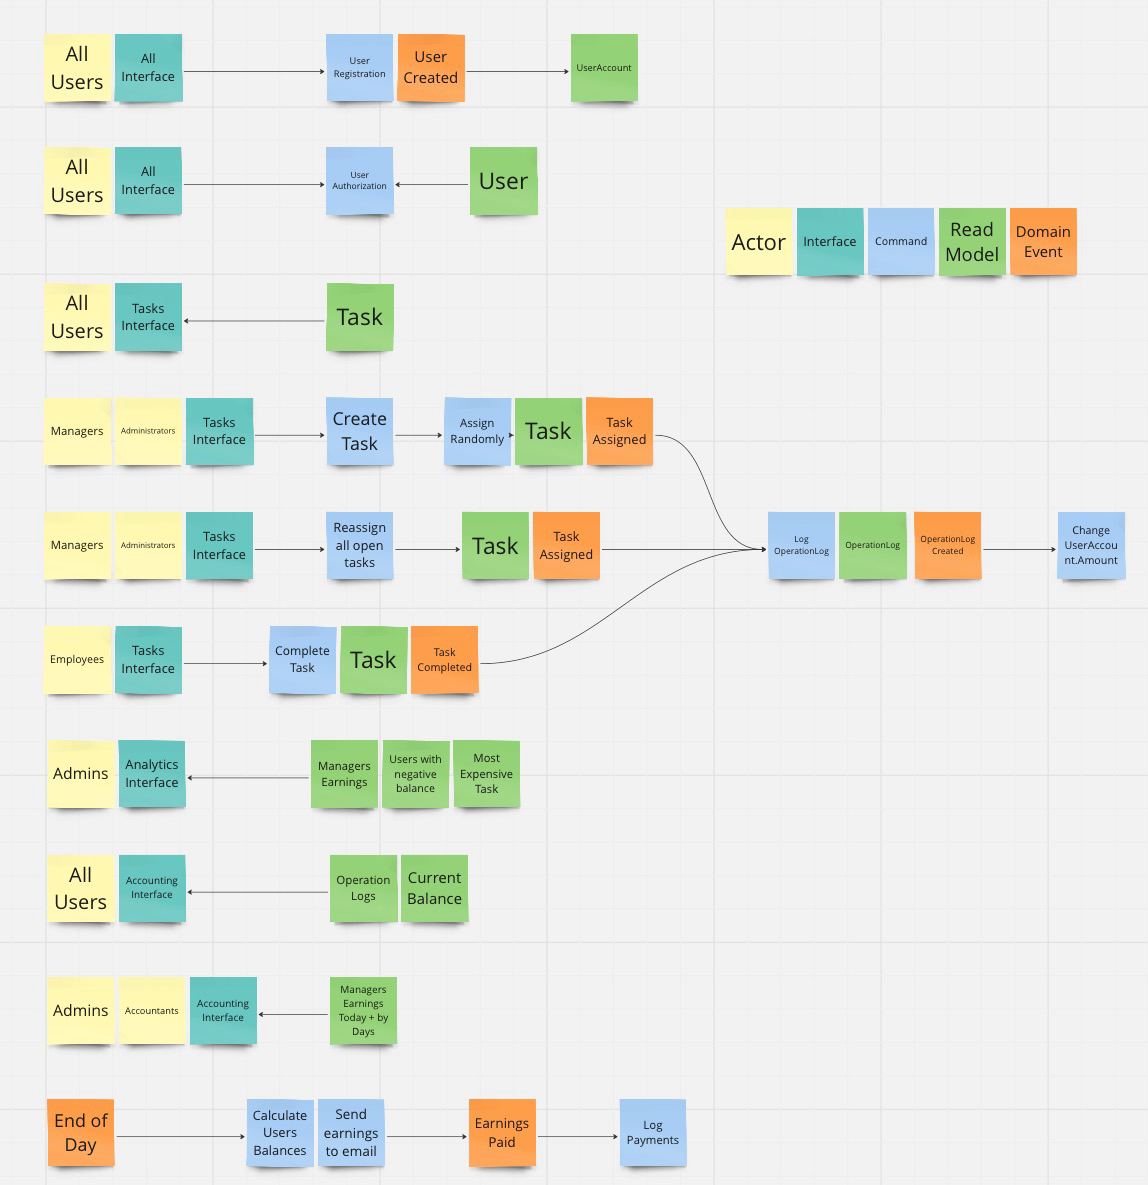 All
Users
All
Interface
User
Registration
User
Created
UserAccount
All
Users
All
Interface
User
Authorization
User
Actor
Interface
Command
Read
Model
Domain
Event
All
Users
Tasks
Interface
Task
Managers
Administrators
Tasks
Interface
Create
Task
Assign
Randomly
Task
Task
Assigned
Managers
Administrators
Tasks
Interface
Reassign
all open
tasks
Task
Task
Assigned
Log
OperationLog
OperationLog
OperationLog
Created
Change
UserAccou
nt.Amount
Employees
Tasks
Interface
Complete
Task
Task
Task
Completed
Admins
Analytics
Interface
Managers
Earnings
Users with
negative
balance
Most
Expensive
Task
All
Users
Accounting
Interface
Operation
Logs
Current
Balance
Admins
Accountants
Accounting
Interface
Managers
Earnings
Today + by
Days
End of
Day
Calculate
Users
Balances
Send
earnings
to email
Earnings
Paid
Log
Payments